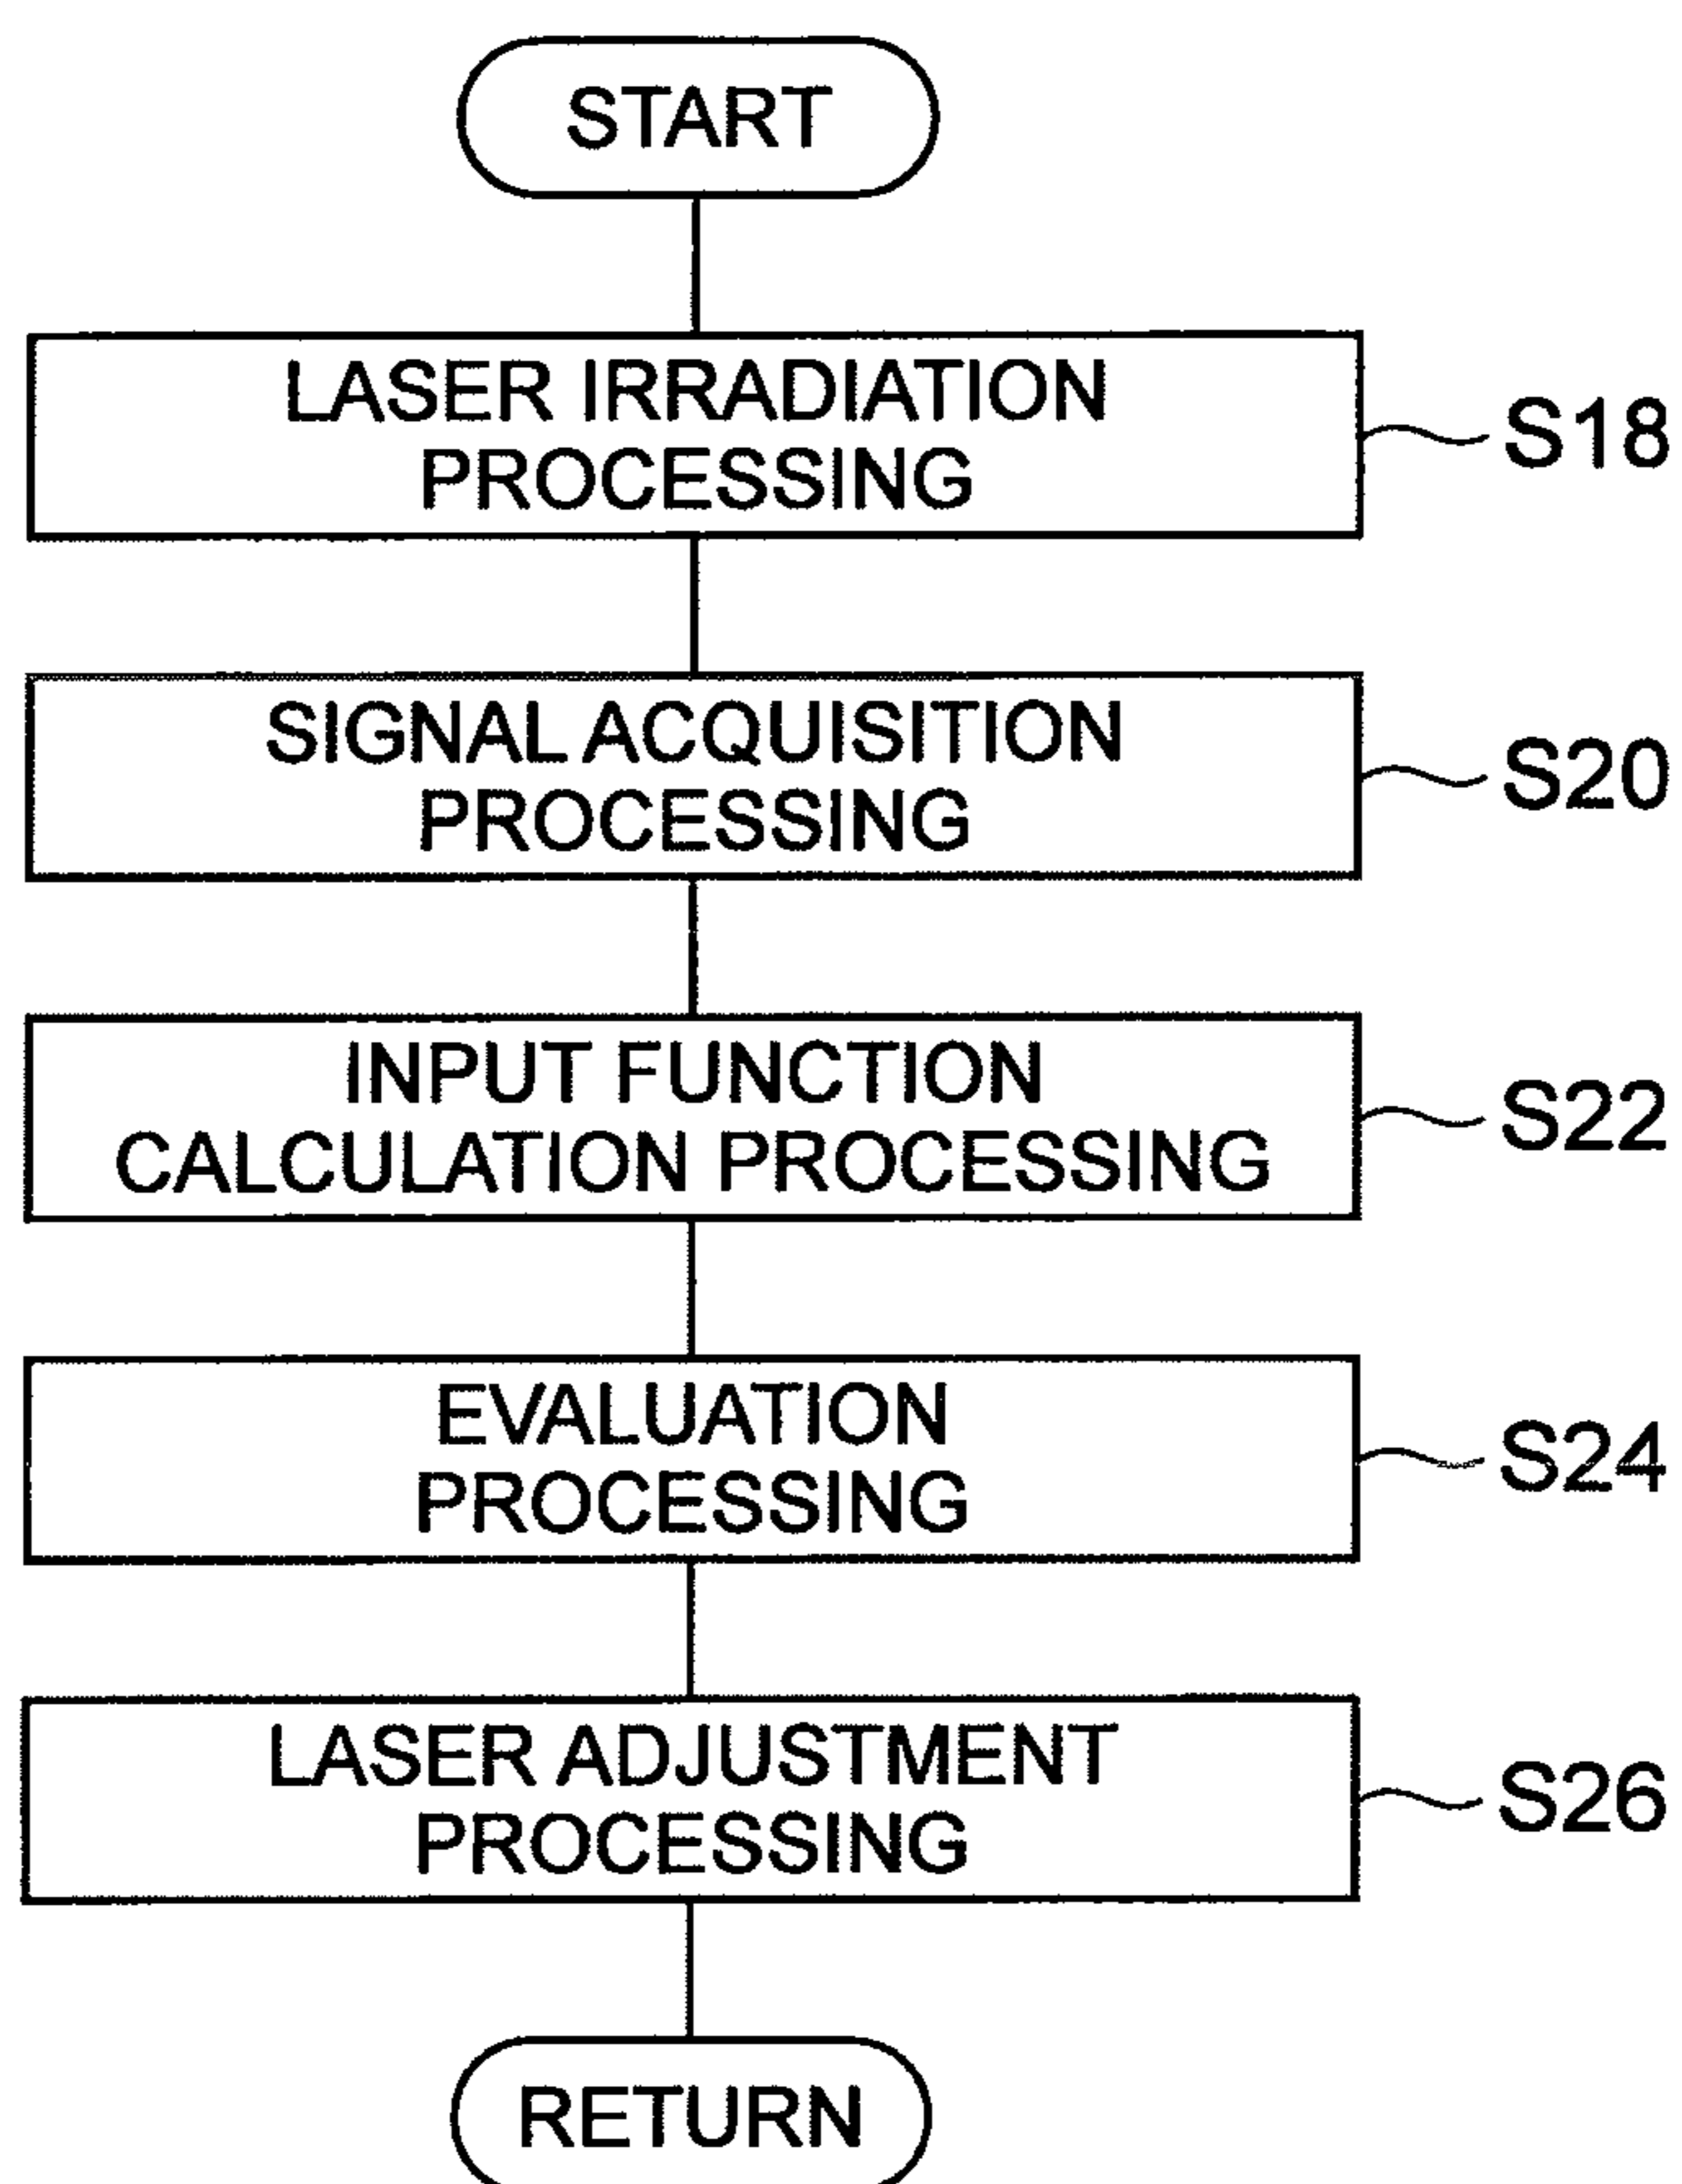 START
LASER IRRADIATION
PROCESSING
S18
SIGNAL ACQUISITION
PROCESSING
S20
INPUT FUNCTION
CALCULATION PROCESSING
S22
EVALUATION
PROCESSING
S24
LASER ADJUSTMENT
PROCESSING
S26
RETURN